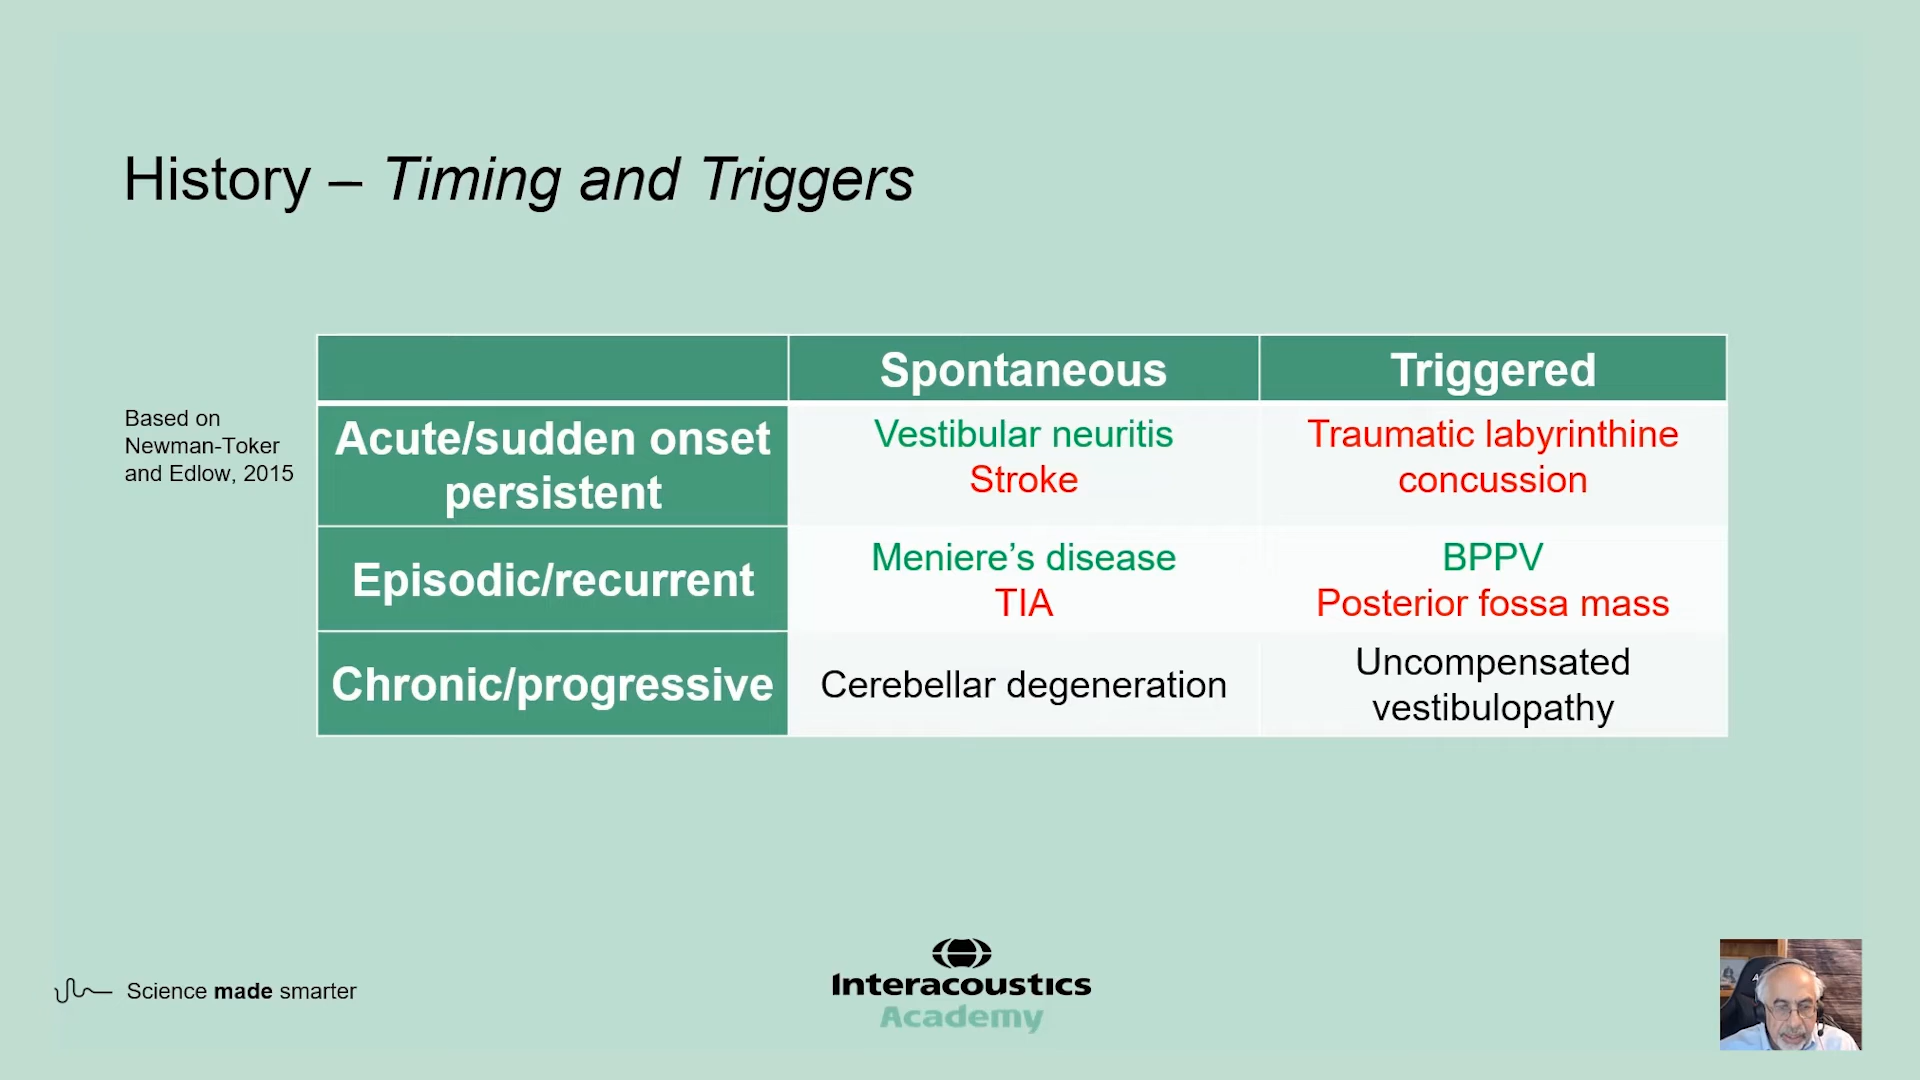 History – Timing and Triggers
Based on
Newman-Toker
and Edlow, 2015
Spontaneous
Triggered
Acute/sudden onset
persistent
Vestibular neuritis
Stroke
Traumatic labyrinthine
concussion
Episodic/recurrent
Meniere’s disease
TIA
BPPV
Posterior fossa mass
Chronic/progressive
Cerebellar degeneration
Uncompensated
vestibulopathy
Science made smarter
Interacoustics
Academy